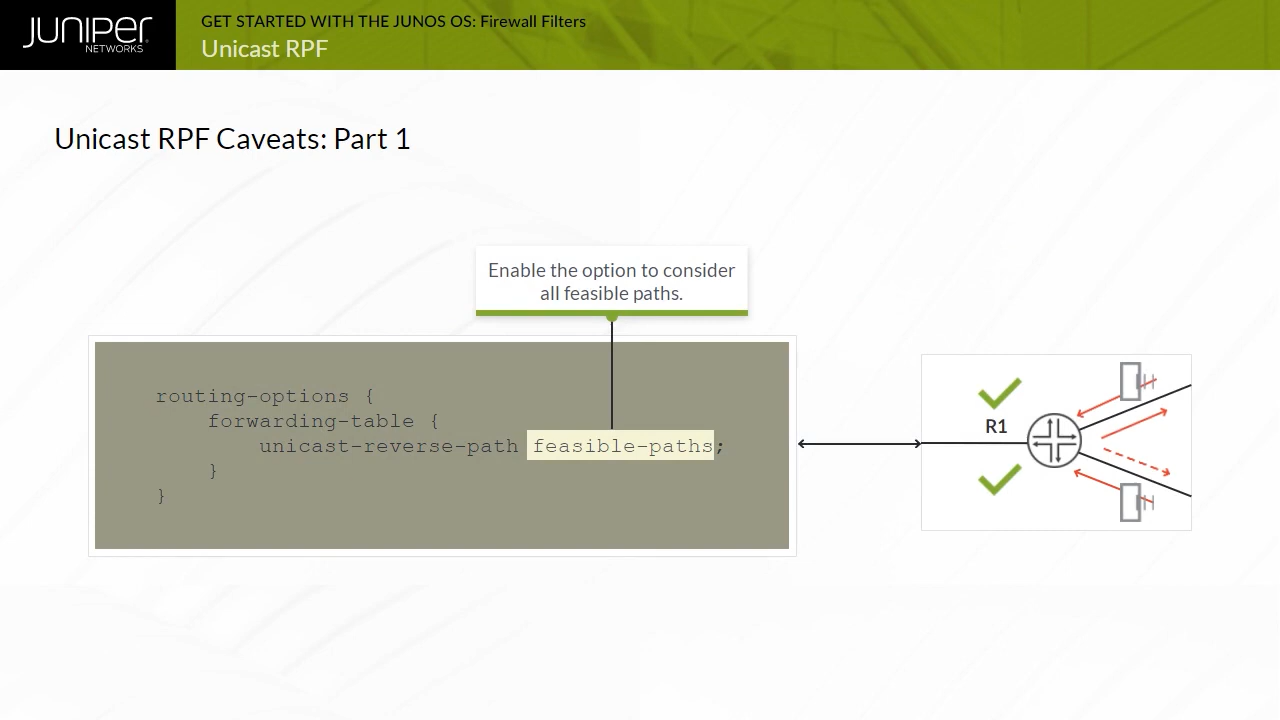 JUNIPER
NETWORKS
GET STARTED WITH THE JUNOS OS: Firewall Filters
Unicast RPF
Unicast RPF Caveats: Part 1
Enable the option to consider
all feasible paths.
routing-options {
    forwarding-table {
        unicast-reverse-path feasible-paths;
    }
}
R1